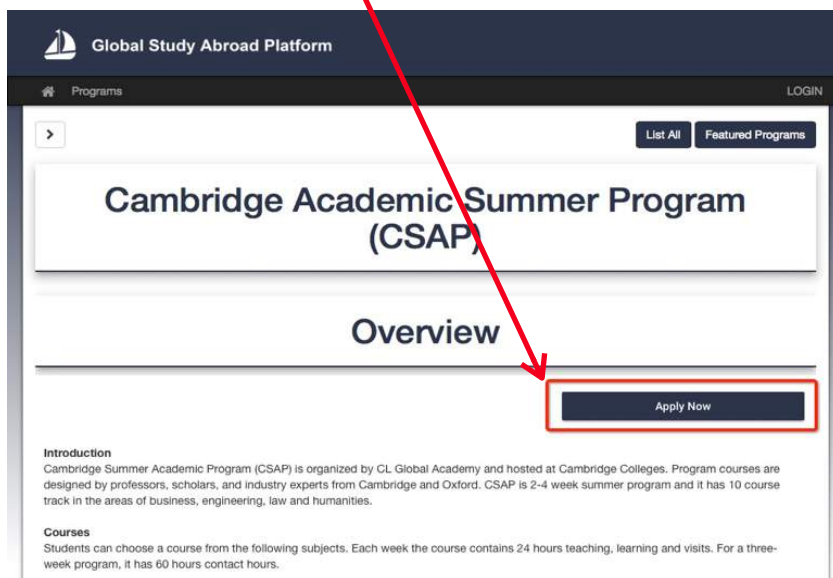 Global Study Abroad Platform
Programs LOGIN
List All Featured Programs
Cambridge Academic Summer Program
(CSAP)
Overview
Apply Now
Introduction
Cambridge Summer Academic Program (CSAP) is organized by CL Global Academy and hosted at Cambridge Colleges. Program courses are
designed by professors, scholars, and industry experts from Cambridge and Oxford. CSAP is 2-4 week summer program and it has 10 course
track in the areas of business, engineering, law and humanities.
Courses
Students can choose a course from the following subjects. Each week the course contains 24 hours teaching, learning and visits. For a three-
week program, it has 60 hours contact hours.